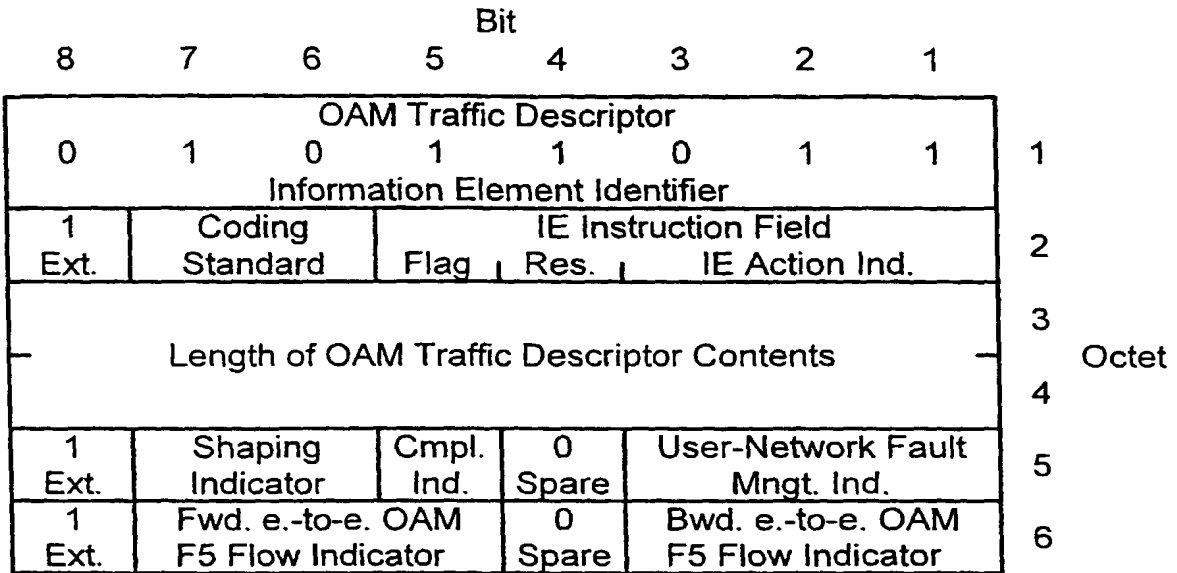 Bit
8 7 6 5 4 3 2 1
OAM Traffic Descriptor
0 1 0 1 1 0 1 1 1
Information Element Identifier
1 Coding IE Instruction Field
Ext. Standard Flag Res. IE Action Ind. 2
3
Length of OAM Traffic Descriptor Contents Octet
4
1 Shaping Cmpl. 0 User-Network Fault
Ext. Indicator Ind. Spare Mngt. Ind. 5
1 Fwd. e.-to-e. OAM 0 Bwd. e.-to-e. OAM
Ext. F5 Flow Indicator Spare F5 Flow Indicator 6